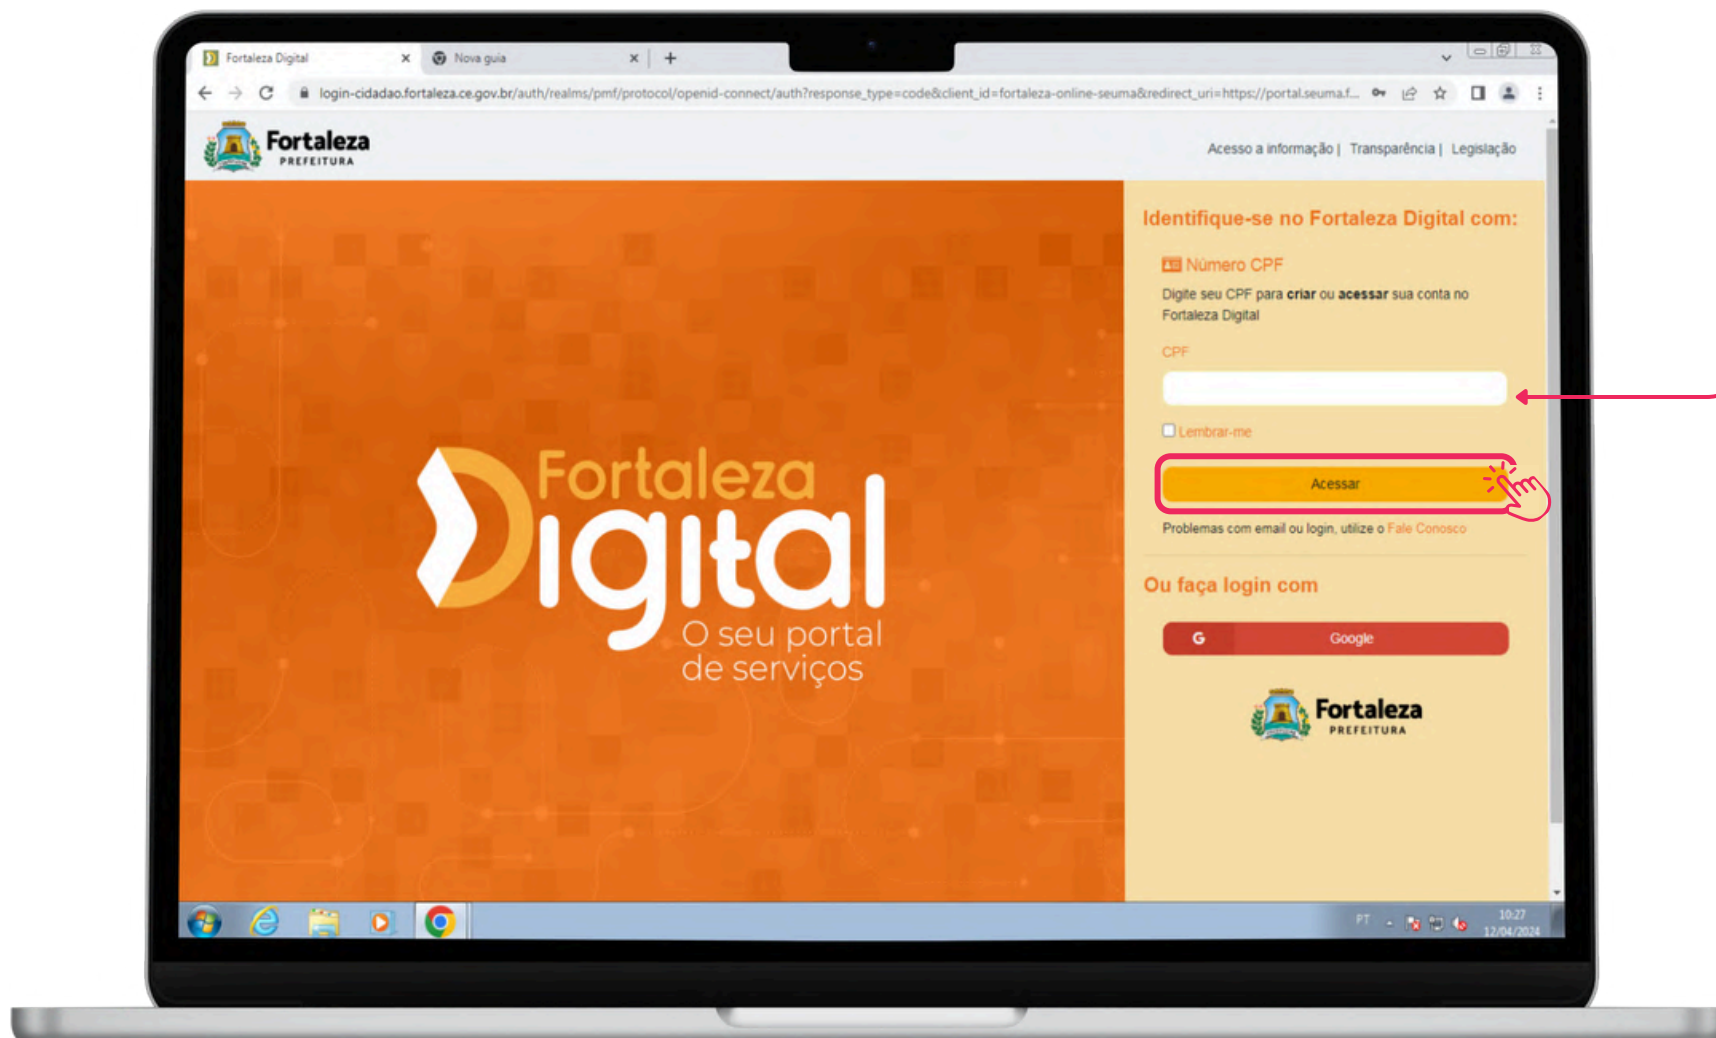 Fortaleza Digital
Nova guia
login-cidadao.fortaleza.ce.gov.br/auth/realms/pmf/protocol/openid-connect/auth?response_type=code&client_id=fortaleza-online-seuma&redirect_uri=https://portal.seuma.f...
Fortaleza
PREFEITURA
Acesso a informação | Transparência | Legislação
Fortaleza
Digital
O seu portal
de serviços
Identifique-se no Fortaleza Digital com:
Número CPF
Digite seu CPF para criar ou acessar sua conta no
Fortaleza Digital
CPF
Lembrar-me
Acessar
Problemas com email ou login, utilize o Fale Conosco
Ou faça login com
G Google
Fortaleza
PREFEITURA
PT
10:27
12/04/2024